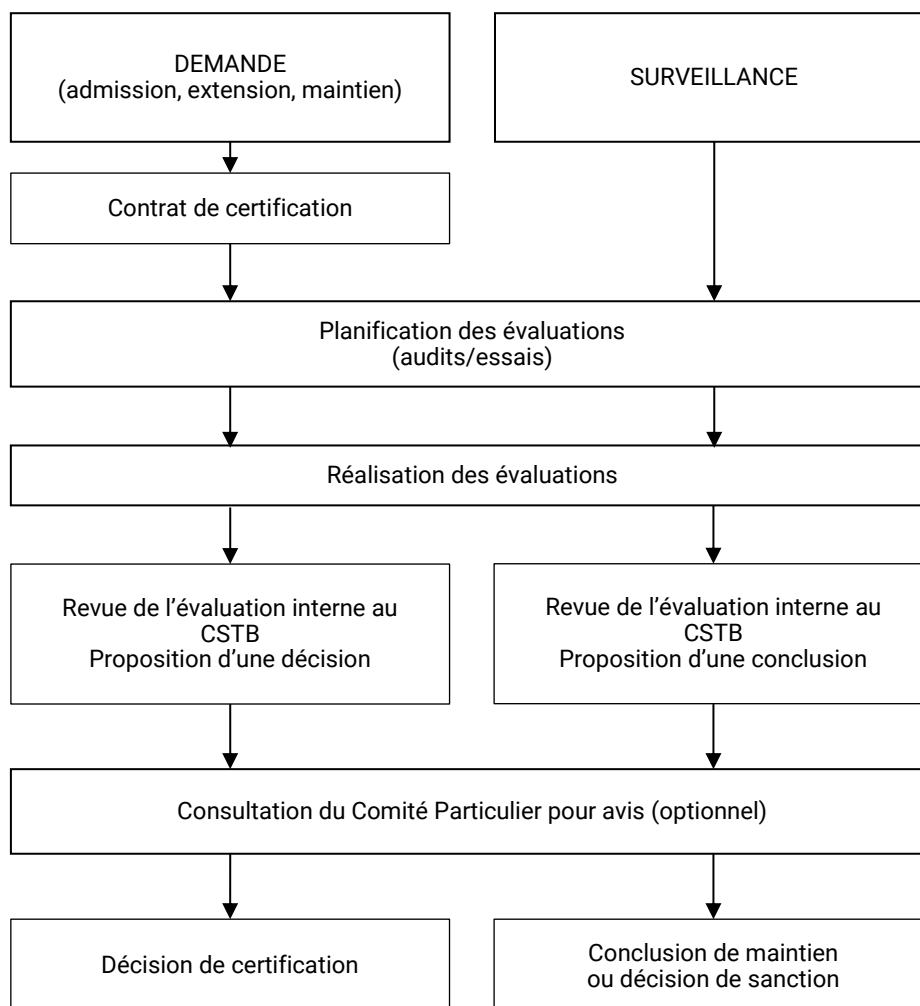 DEMANDE
(admission, extension, maintien)
SURVEILLANCE
Contrat de certification
Planification des évaluations
(audits/essais)
Réalisation des évaluations
Revue de l’évaluation interne au
CSTB
Proposition d’une décision
Revue de l’évaluation interne au
CSTB
Proposition d’une conclusion
Consultation du Comité Particulier pour avis (optionnel)
Décision de certification
Conclusion de maintien
ou décision de sanction